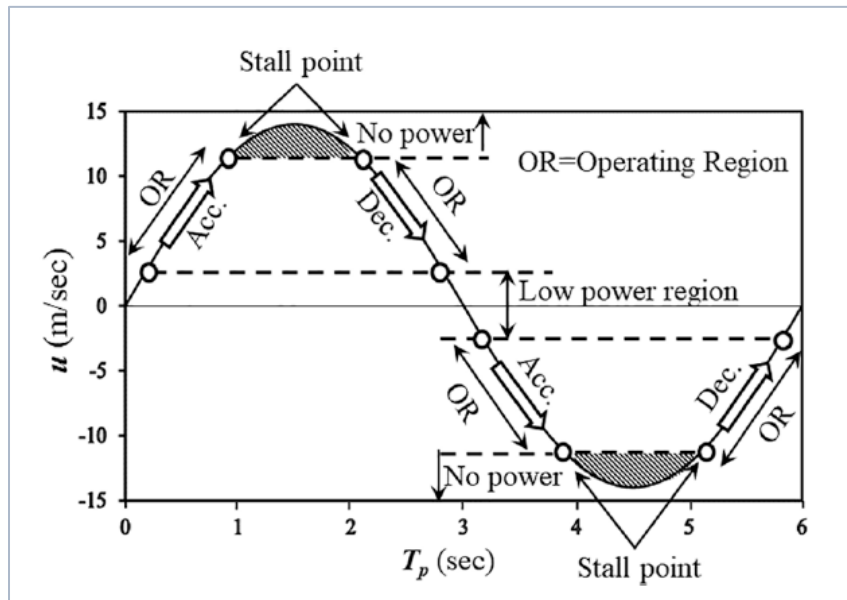 Stall point
15
No power
10
OR=Operating Region
OR
Acc.
Dec.
OR
5
Low power region
0
u (m/sec)
-5
OR
Acc.
Dec.
OR
-10
No power
-15
0 1 2 3 4 5 6
Tp (sec)
Stall point